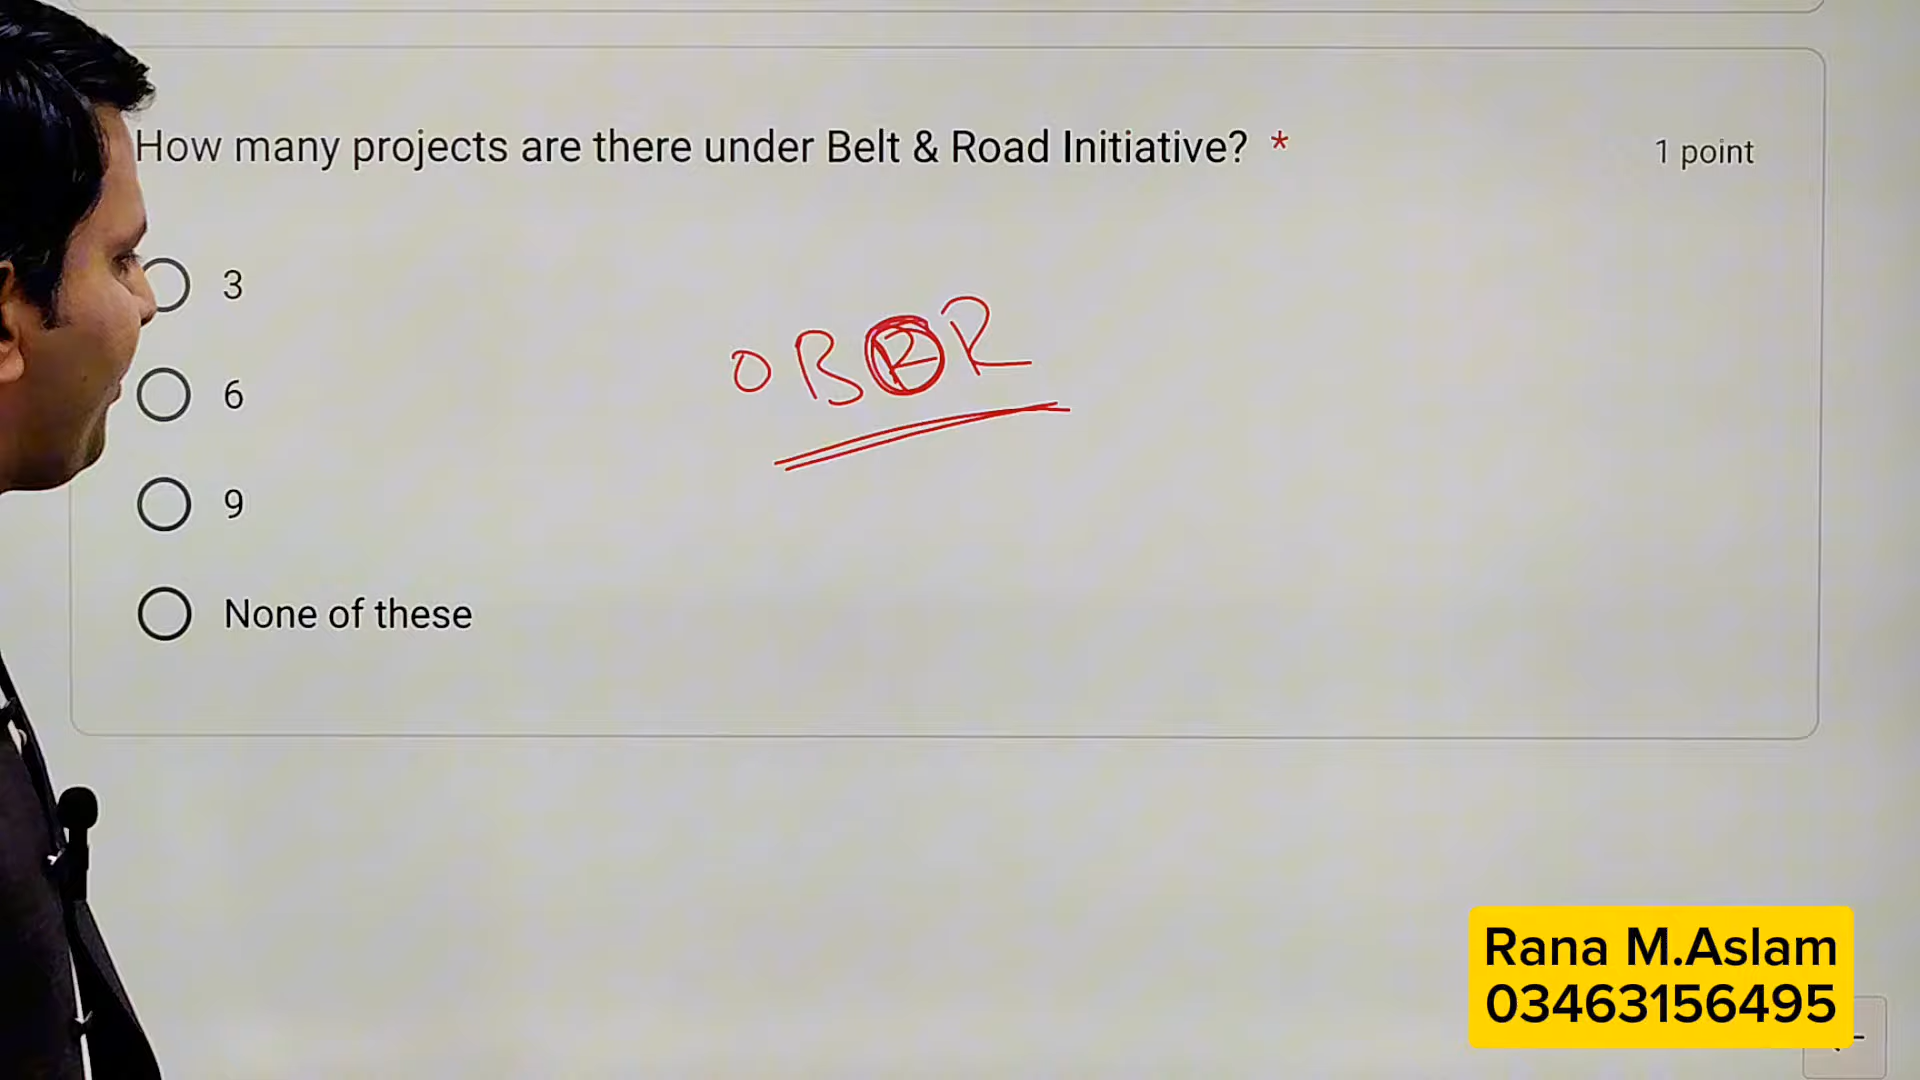 How many projects are there under Belt & Road Initiative? *
1 point
3
6
9
None of these
OBRR
Rana M.Aslam
03463156495